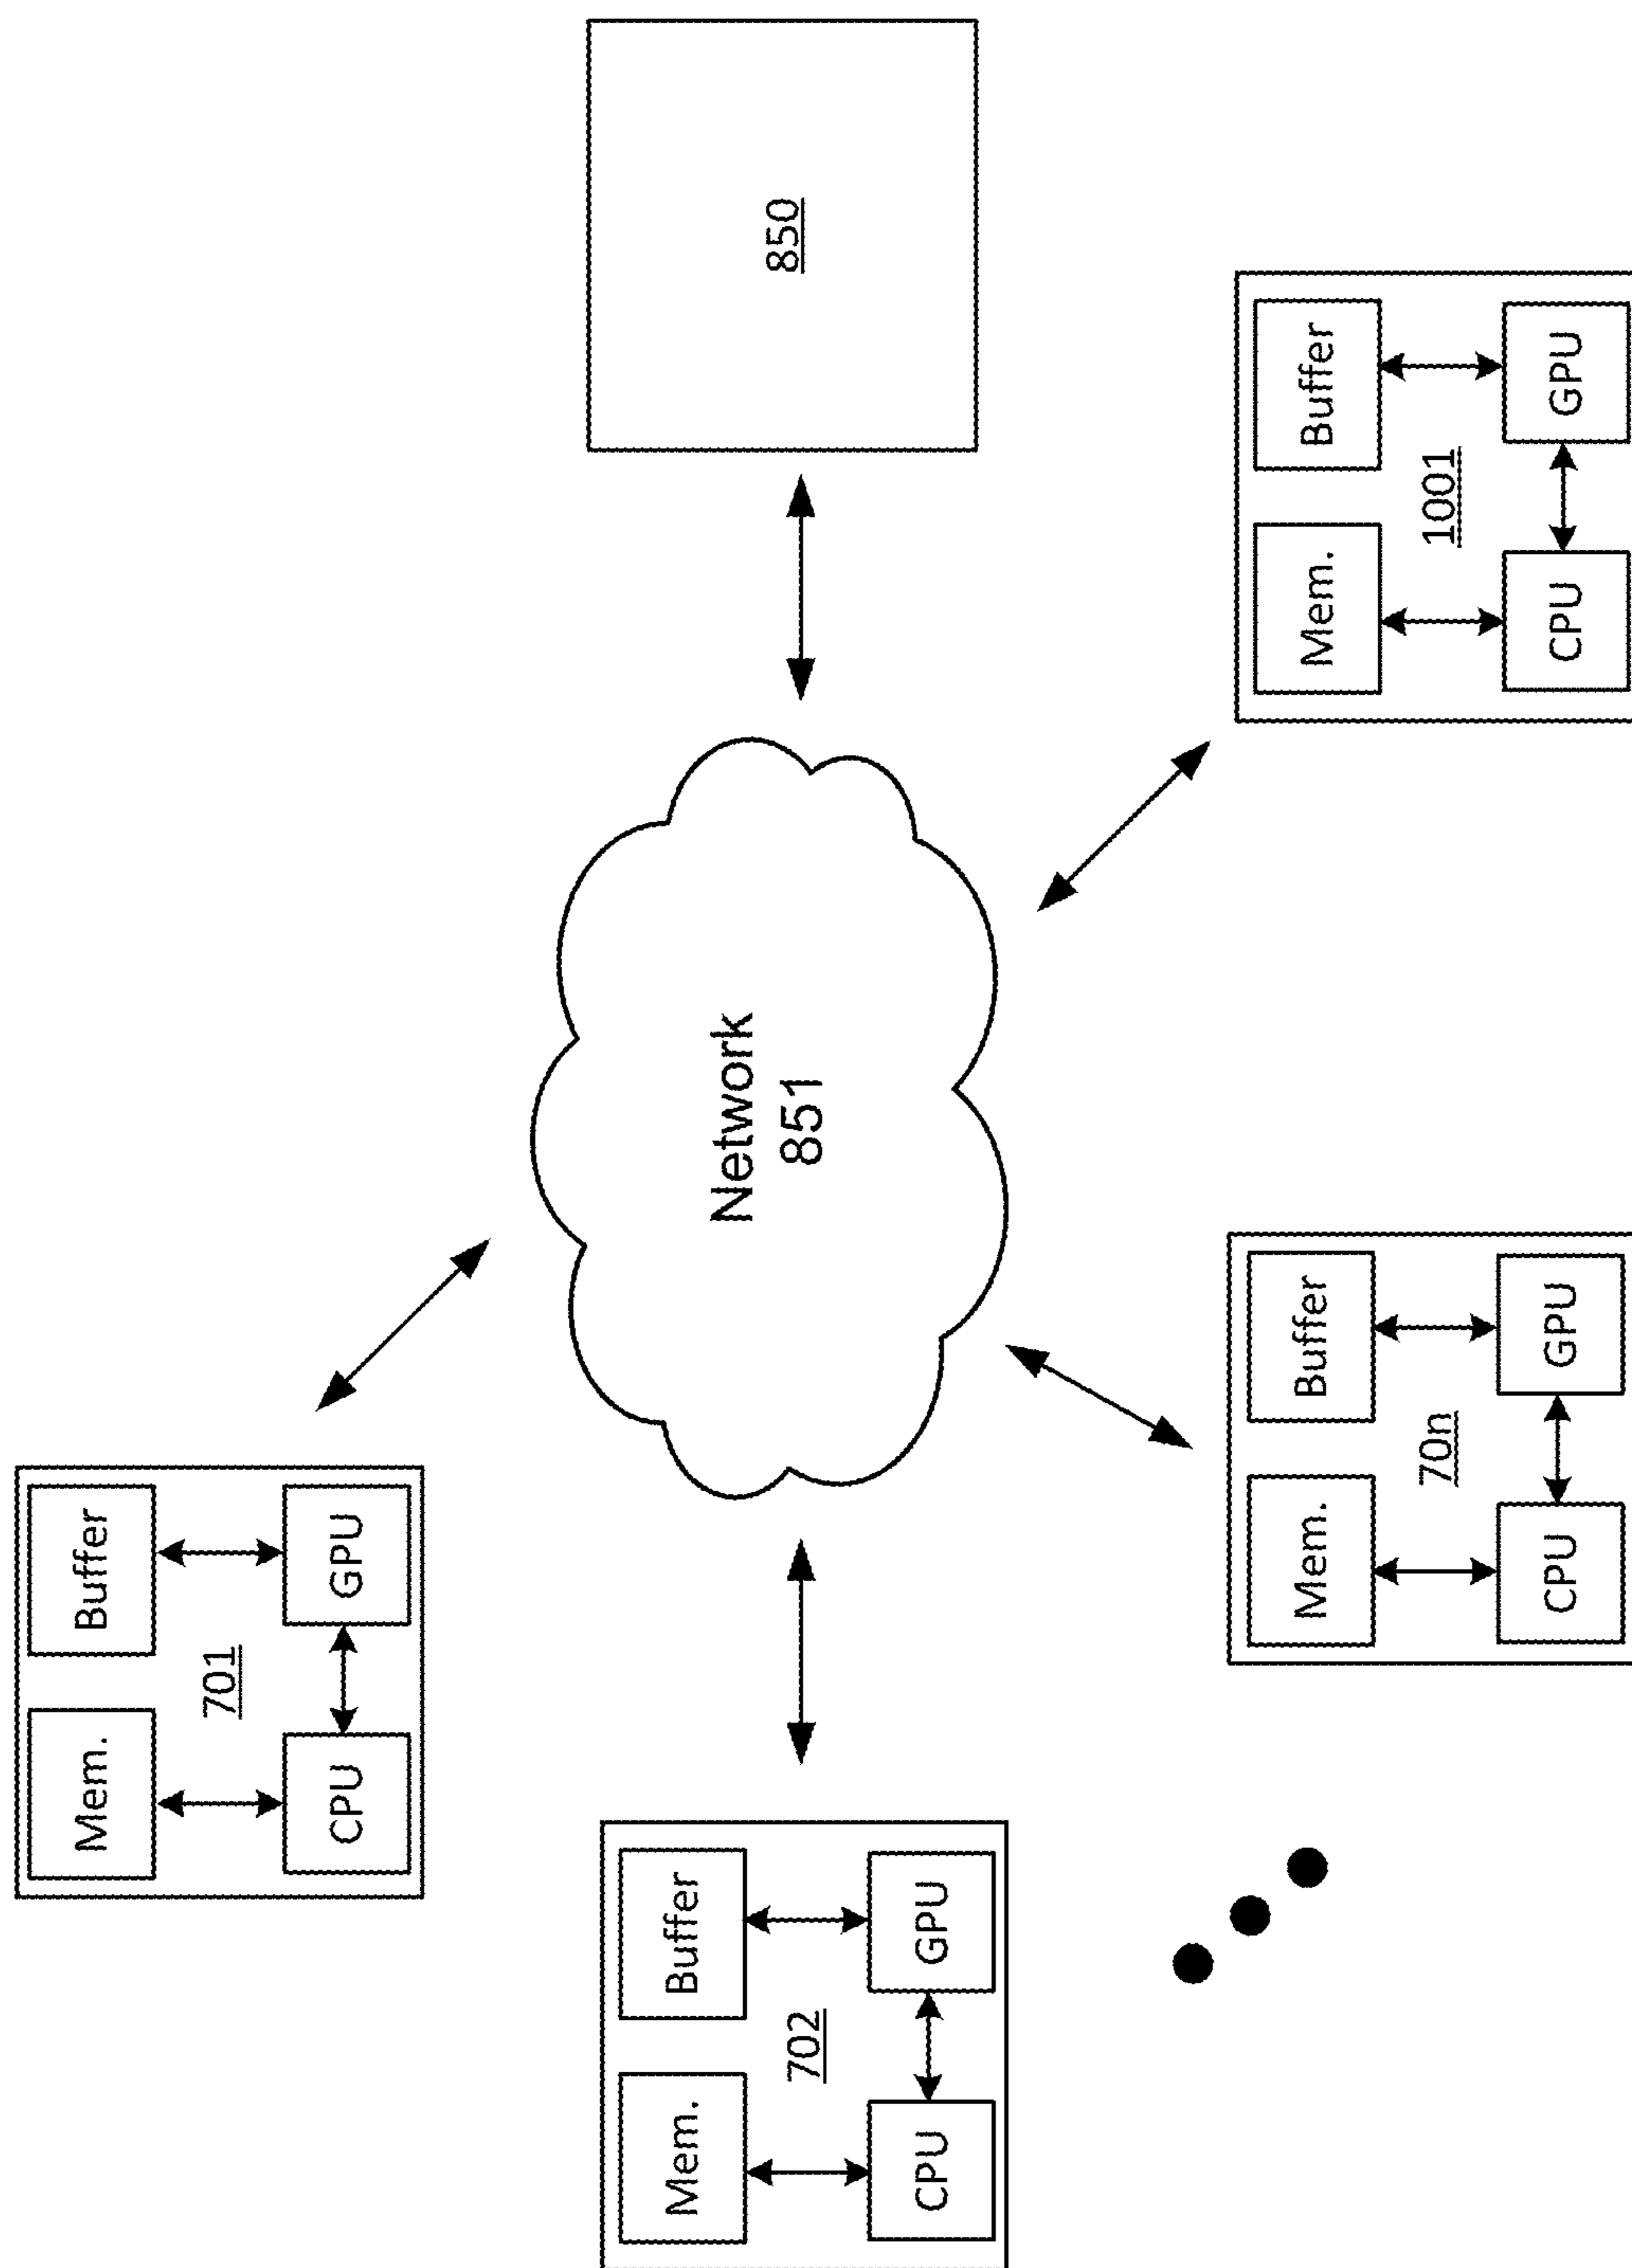 Mem. Buffer
701
CPU GPU
Mem. Buffer
702
CPU GPU
Network
851
850
Mem. Buffer
70n
CPU GPU
Mem. Buffer
1001
CPU GPU